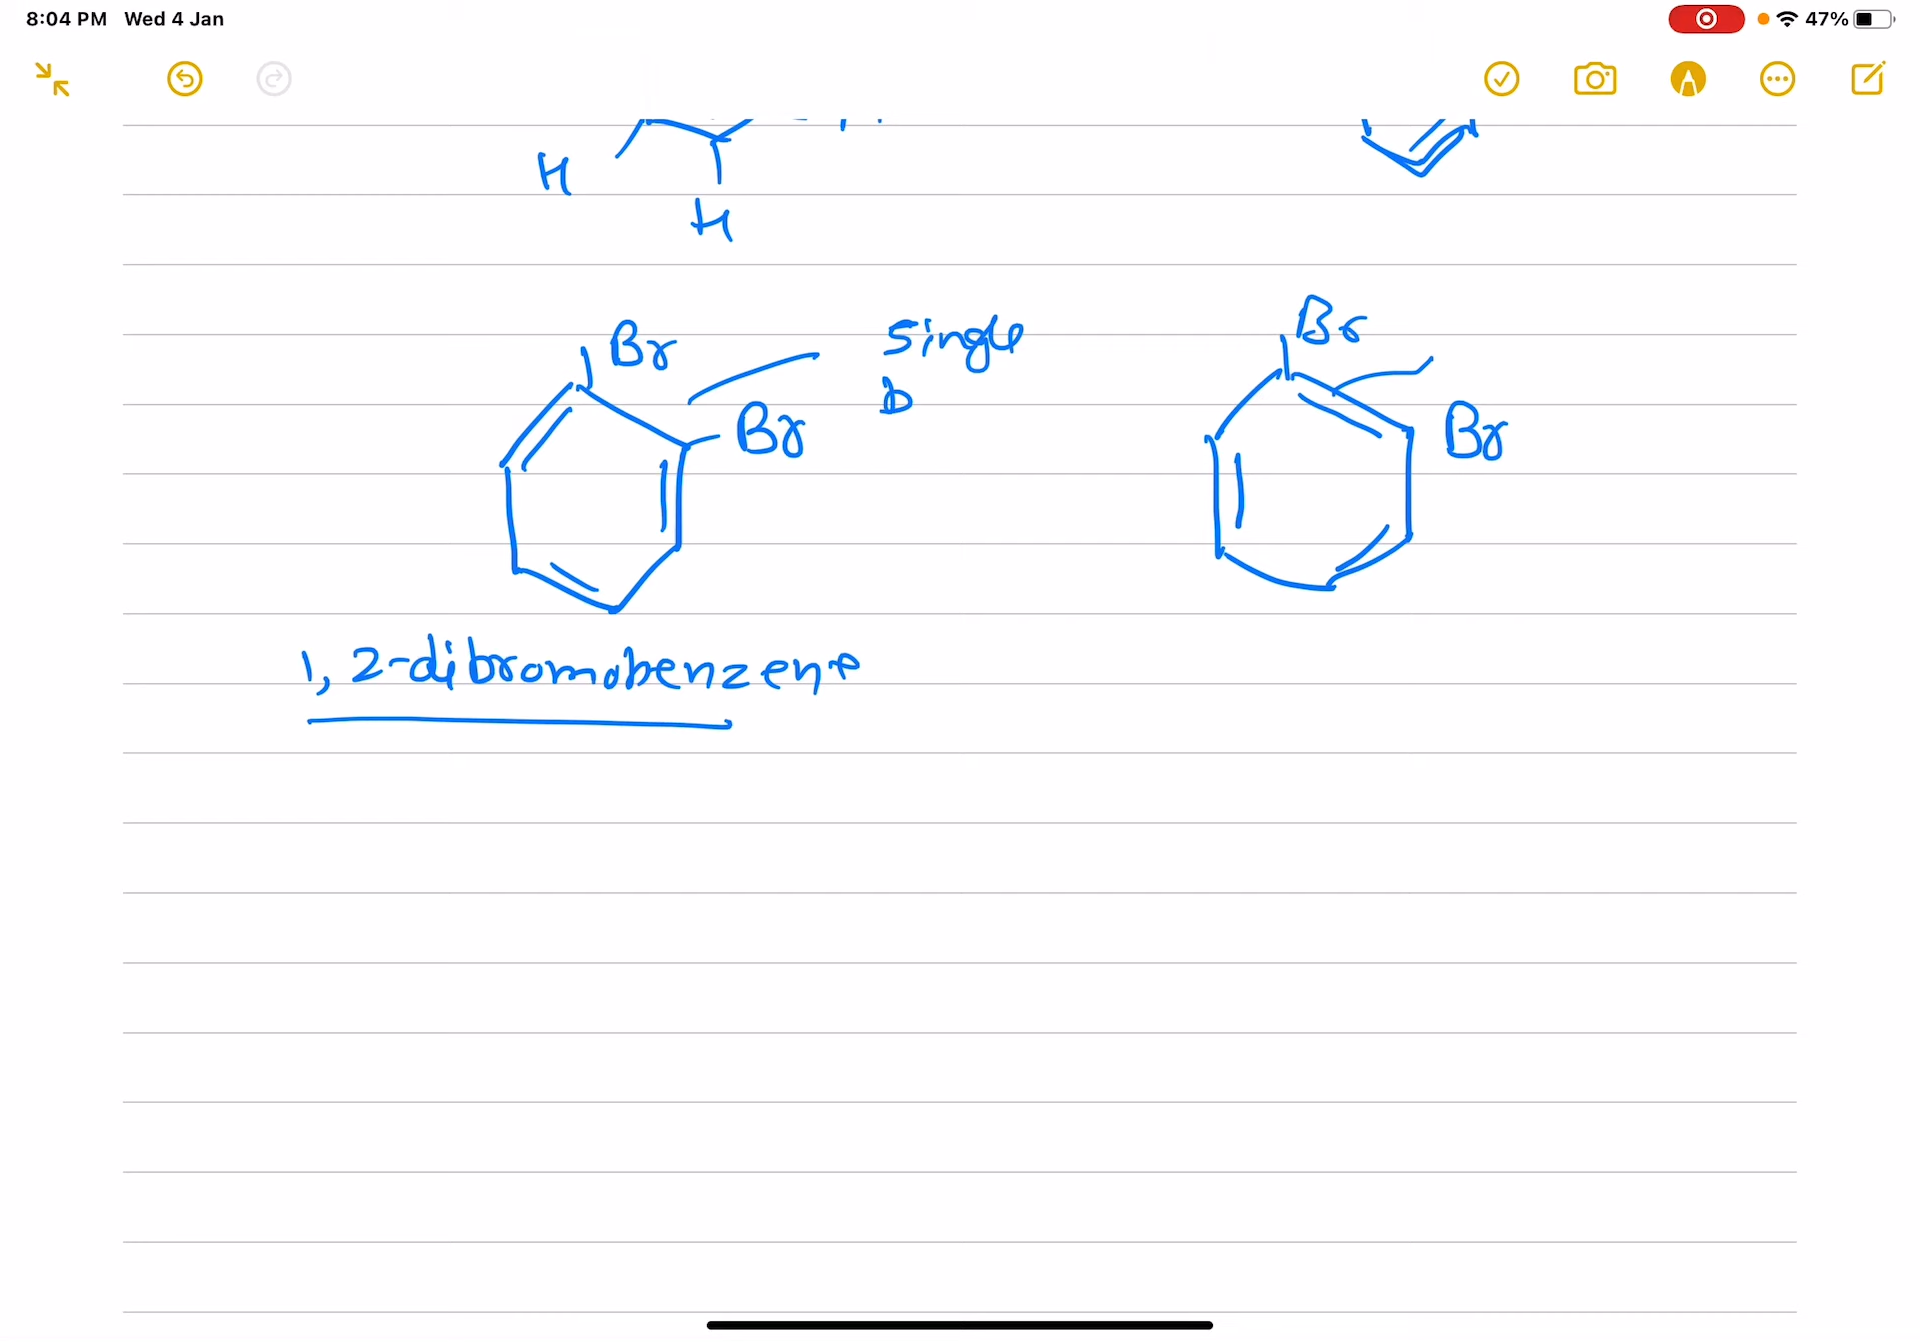 8:04 PM Wed 4 Jan
47%
H
H
Br
single
D
Br
Br
Br
1, 2-dibromobenzene